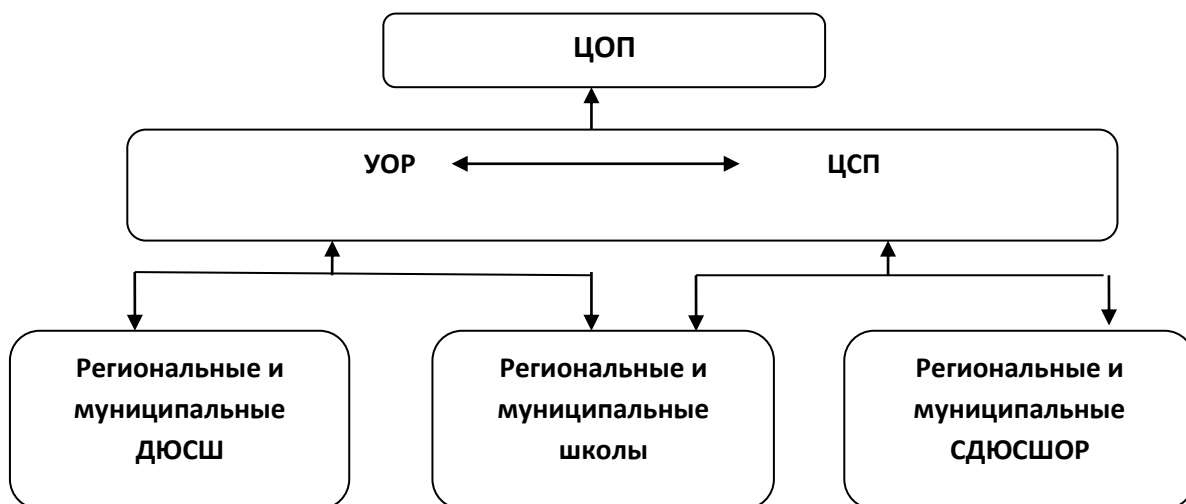 ЦОП
УОР ЦСП
Региональные и
муниципальные
ДЮСШ
Региональные и
муниципальные
школы
Региональные и
муниципальные
СДЮСШОР